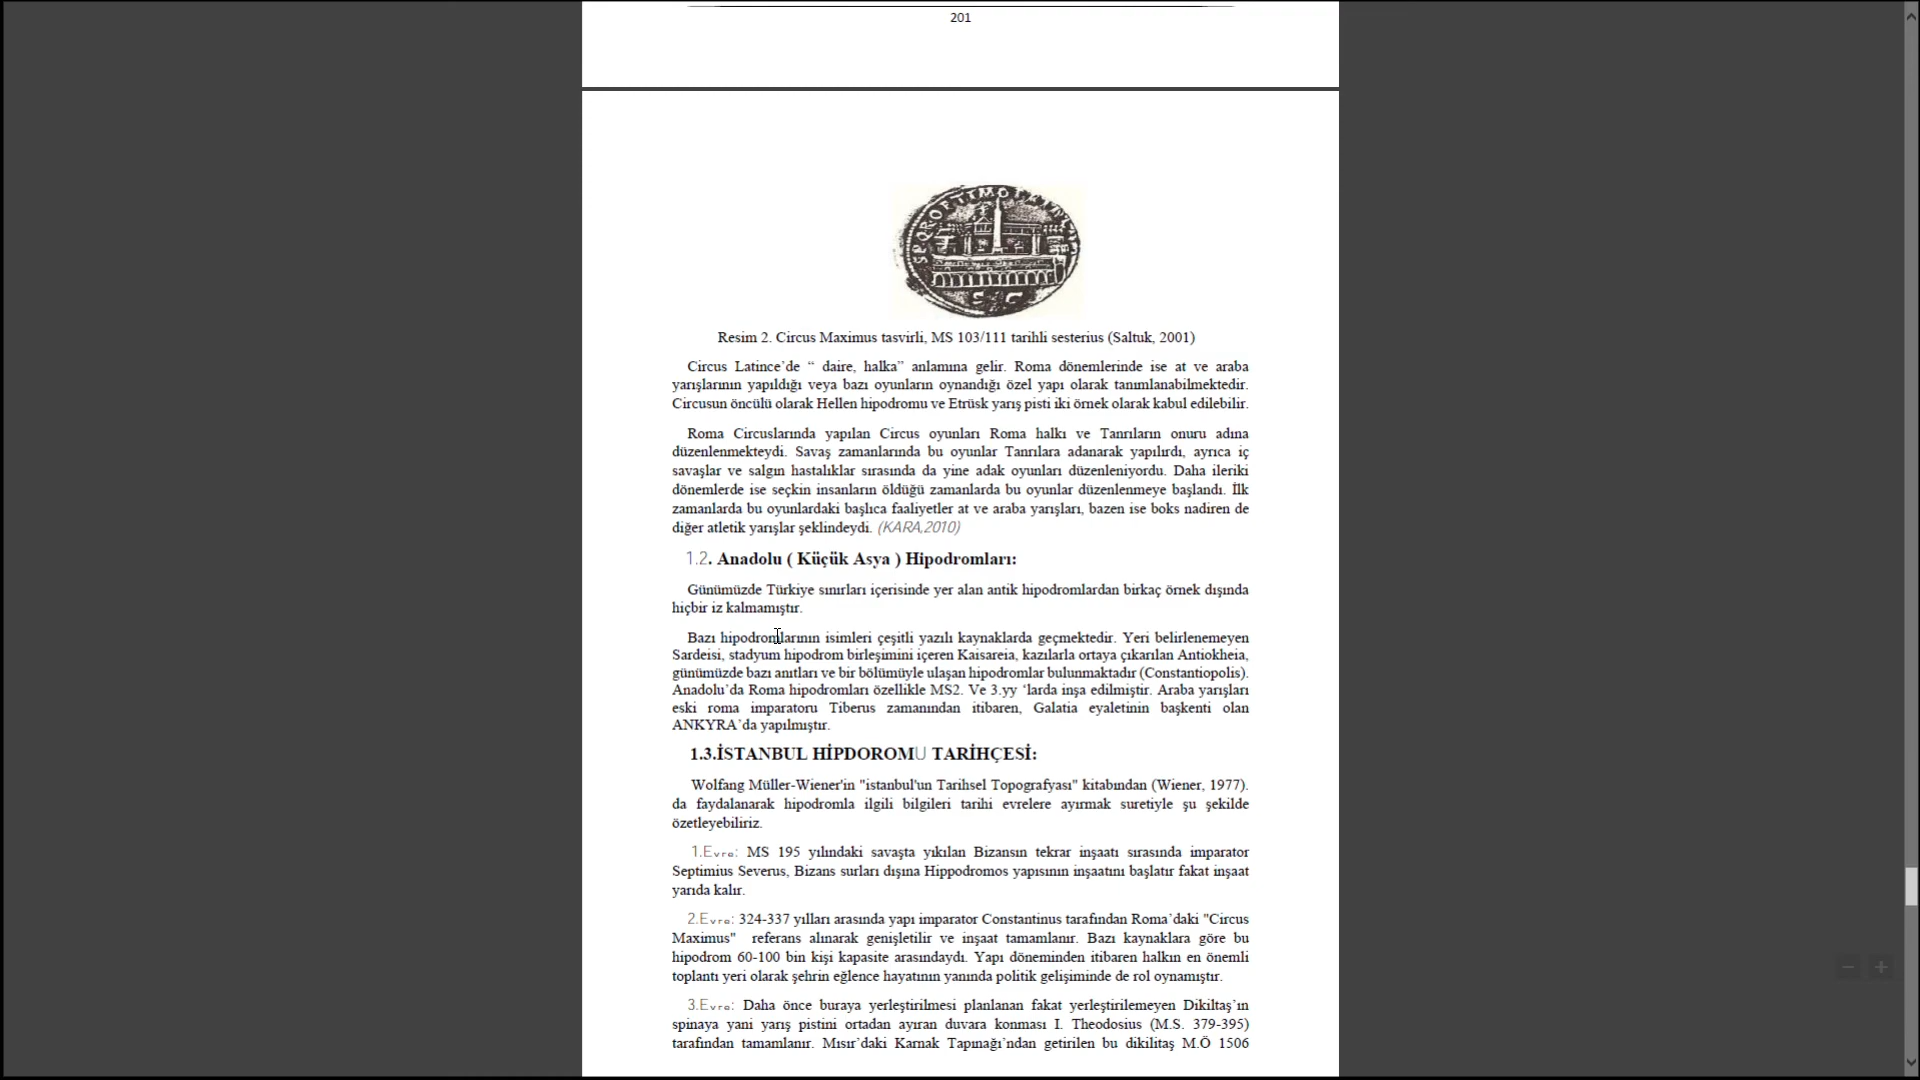 201
SPQROPTIMOPRINCIPI
S C
Resim 2. Circus Maximus tasvirli, MS 103/111 tarihli sesterius (Saltuk, 2001)
Circus Latince’de “ daire, halka” anlamına gelir. Roma dönemlerinde ise at ve araba
yarışlarının yapıldığı veya bazı oyunların oynandığı özel yapı olarak tanımlanabilmektedir.
Circusun öncülü olarak Hellen hipodromu ve Etrüsk yarış pisti iki örnek olarak kabul edilebilir.
Roma Circuslarında yapılan Circus oyunları Roma halkı ve Tanrıların onuru adına
düzenlenmekteydi. Savaş zamanlarında bu oyunlar Tanrılara adanarak yapılırdı, ayrıca iç
savaşlar ve salgın hastalıklar sırasında da yine adak oyunları düzenleniyordu. Daha ileriki
dönemlerde ise seçkin insanların öldüğü zamanlarda bu oyunlar düzenlenmeye başlandı. İlk
zamanlarda bu oyunlardaki başlıca faaliyetler at ve araba yarışları, bazen ise boks nadiren de
diğer atletik yarışlar şeklindeydi. (KARA,2010)
1.2. Anadolu ( Küçük Asya ) Hipodromları:
Günümüzde Türkiye sınırları içerisinde yer alan antik hipodromlardan birkaç örnek dışında
hiçbir iz kalmamıştır.
Bazı hipodromlarının isimleri çeşitli yazılı kaynaklarda geçmektedir. Yeri belirlenemeyen
Sardeisi, stadyum hipodrom birleşimini içeren Kaisareia, kazılarla ortaya çıkarılan Antiokheia,
günümüzde bazı anıtları ve bir bölümüyle ulaşan hipodromlar bulunmaktadır (Constantiopolis).
Anadolu’da Roma hipodromları özellikle MS2. Ve 3.yy ‘larda inşa edilmiştir. Araba yarışları
eski roma imparatoru Tiberus zamanından itibaren, Galatia eyaletinin başkenti olan
ANKYRA’da yapılmıştır.
1.3.İSTANBUL HİPDOROMU TARİHÇESİ:
Wolfang Müller-Wiener'in "istanbul'un Tarihsel Topografyası" kitabından (Wiener, 1977).
da faydalanarak hipodromla ilgili bilgileri tarihi evrelere ayırmak suretiyle şu şekilde
özetleyebiliriz.
1.Evre: MS 195 yılındaki savaşta yıkılan Bizansın tekrar inşaatı sırasında imparator
Septimius Severus, Bizans surları dışına Hippodromos yapısının inşaatını başlatır fakat inşaat
yarıda kalır.
2.Evre: 324-337 yılları arasında yapı imparator Constantinus tarafından Roma’daki "Circus
Maximus" referans alınarak genişletilir ve inşaat tamamlanır. Bazı kaynaklara göre bu
hipodrom 60-100 bin kişi kapasite arasındaydı. Yapı döneminden itibaren halkın en önemli
toplantı yeri olarak şehrin eğlence hayatının yanında politik gelişiminde de rol oynamıştır.
3.Evre: Daha önce buraya yerleştirilmesi planlanan fakat yerleştirilemeyen Dikiltaş’ın
spinaya yani yarış pistini ortadan ayıran duvara konması I. Theodosius (M.S. 379-395)
tarafından tamamlanır. Mısır’daki Karnak Tapınağı’ndan getirilen bu dikilitaş M.Ö 1506